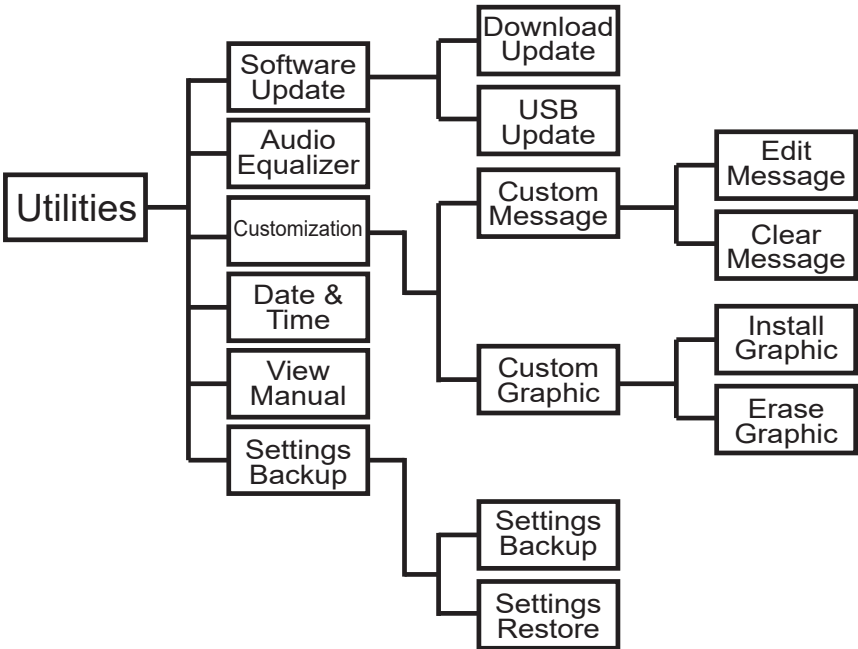 Utilities
Software
Update
Audio
Equalizer
Customization
Date &
Time
View
Manual
Settings
Backup
Download
Update
USB
Update
Custom
Message
Custom
Graphic
Settings
Backup
Settings
Restore
Edit
Message
Clear
Message
Install
Graphic
Erase
Graphic